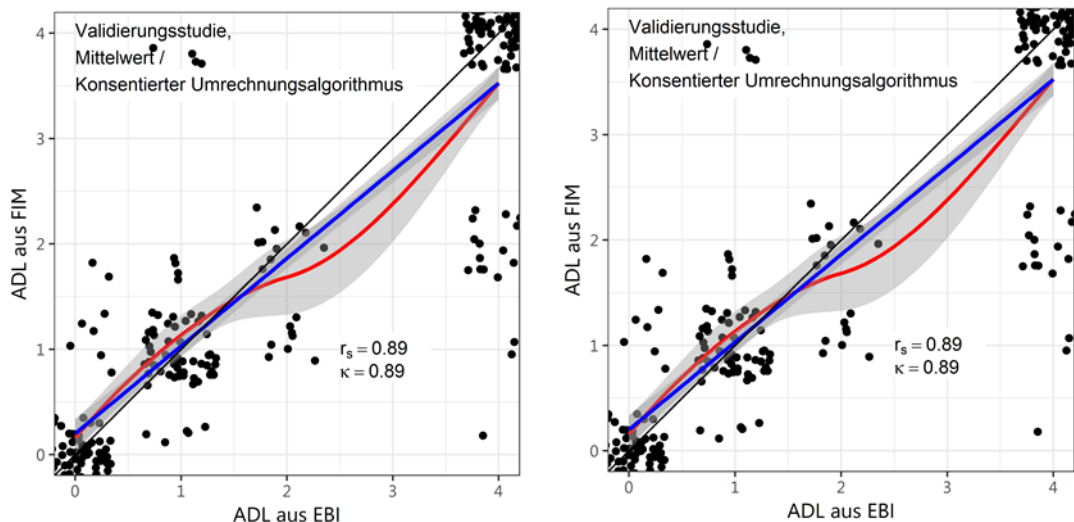 Validierungsstudie,
Mittelwert /
Konsentierter Umrechnungsalgorithmus
4
3
2
1
0
ADL aus FIM
rs = 0.89
κ = 0.89
0 1 2 3 4
ADL aus EBI
Validierungsstudie,
Mittelwert /
Konsentierter Umrechnungsalgorithmus
4
3
2
1
0
ADL aus FIM
rs = 0.89
κ = 0.89
0 1 2 3 4
ADL aus EBI